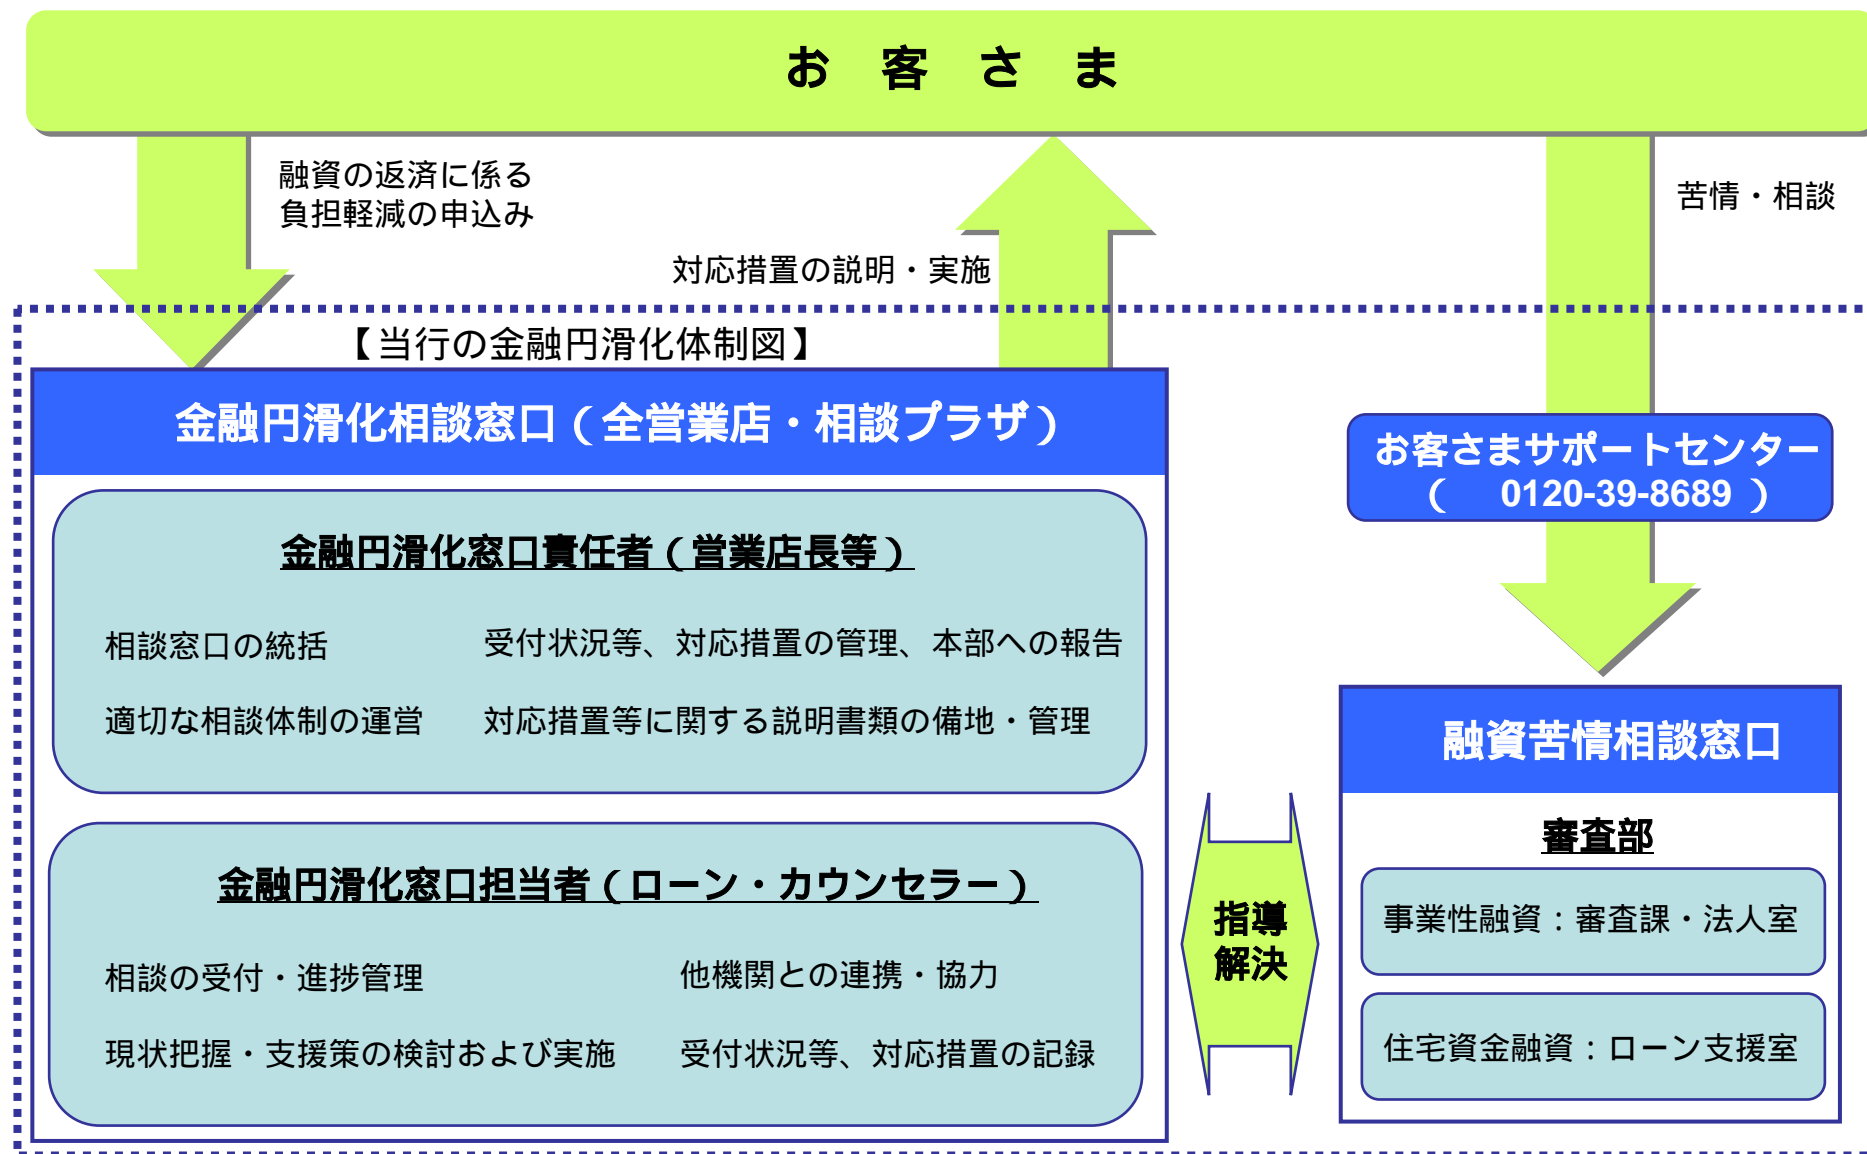 お 客 さ ま
融資の返済に係る
負担軽減の申込み
対応措置の説明・実施
苦情・相談
【当行の金融円滑化体制図】
金融円滑化相談窓口（全営業店・相談プラザ）
金融円滑化窓口責任者（営業店長等）
相談窓口の統括
受付状況等、対応措置の管理、本部への報告
適切な相談体制の運営
対応措置等に関する説明書類の備地・管理
金融円滑化窓口担当者（ローン・カウンセラー）
相談の受付・進捗管理
他機関との連携・協力
現状把握・支援策の検討および実施
受付状況等、対応措置の記録
指導
解決
お客さまサポートセンター
（ 0120-39-8689 ）
融資苦情相談窓口
審査部
事業性融資：審査課・法人室
住宅資金融資：ローン支援室